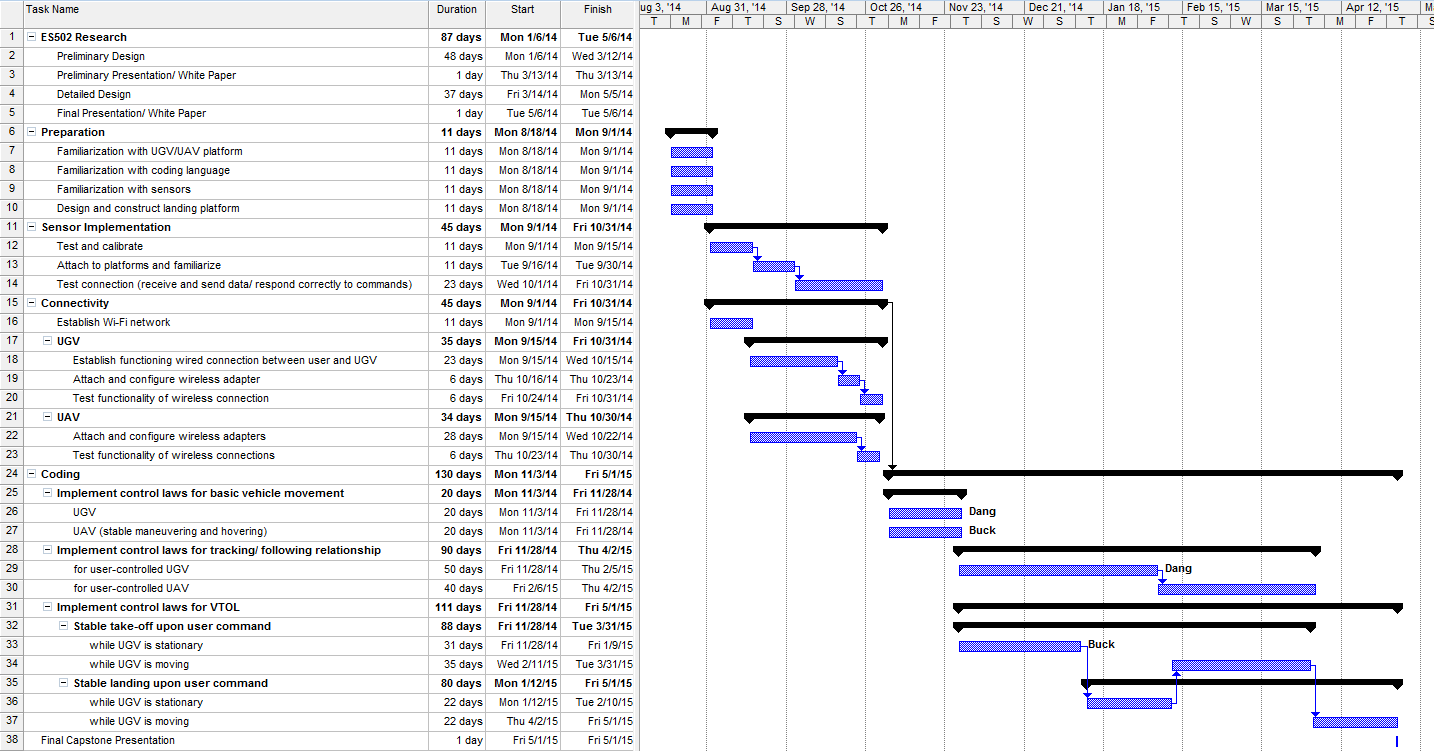 Task Name Duration Start Finish ug 3, '14 Aug 31, '14 Sep 28, '14 Oct 26, '14 Nov 23, '14 Dec 21, '14 Jan 18, '15 Feb 15, '15 Mar 15, '15 Apr 12, '15 Ma
T M F T S W S T M F T S W S T M F T S W S T M F T S
1 ES502 Research 87 days Mon 1/6/14 Tue 5/6/14
2 Preliminary Design 48 days Mon 1/6/14 Wed 3/12/14
3 Preliminary Presentation/ White Paper 1 day Thu 3/13/14 Thu 3/13/14
4 Detailed Design 37 days Fri 3/14/14 Mon 5/5/14
5 Final Presentation/ White Paper 1 day Tue 5/6/14 Tue 5/6/14
6 Preparation 11 days Mon 8/18/14 Mon 9/1/14
7 Familiarization with UGV/UAV platform 11 days Mon 8/18/14 Mon 9/1/14
8 Familiarization with coding language 11 days Mon 8/18/14 Mon 9/1/14
9 Familiarization with sensors 11 days Mon 8/18/14 Mon 9/1/14
10 Design and construct landing platform 11 days Mon 8/18/14 Mon 9/1/14
11 Sensor Implementation 45 days Mon 9/1/14 Fri 10/31/14
12 Test and calibrate 11 days Mon 9/1/14 Mon 9/15/14
13 Attach to platforms and familiarize 11 days Tue 9/16/14 Tue 9/30/14
14 Test connection (receive and send data/ respond correctly to commands) 23 days Wed 10/1/14 Fri 10/31/14
15 Connectivity 45 days Mon 9/1/14 Fri 10/31/14
16 Establish Wi-Fi network 11 days Mon 9/1/14 Mon 9/15/14
17 UGV 35 days Mon 9/15/14 Fri 10/31/14
18 Establish functioning wired connection between user and UGV 23 days Mon 9/15/14 Wed 10/15/14
19 Attach and configure wireless adapter 6 days Thu 10/16/14 Thu 10/23/14
20 Test functionality of wireless connection 6 days Fri 10/24/14 Fri 10/31/14
21 UAV 34 days Mon 9/15/14 Thu 10/30/14
22 Attach and configure wireless adapters 28 days Mon 9/15/14 Wed 10/22/14
23 Test functionality of wireless connections 6 days Thu 10/23/14 Thu 10/30/14
24 Coding 130 days Mon 11/3/14 Fri 5/1/15
25 Implement control laws for basic vehicle movement 20 days Mon 11/3/14 Fri 11/28/14
26 UGV 20 days Mon 11/3/14 Fri 11/28/14 Dang
27 UAV (stable maneuvering and hovering) 20 days Mon 11/3/14 Fri 11/28/14 Buck
28 Implement control laws for tracking/ following relationship 90 days Fri 11/28/14 Thu 4/2/15
29 for user-controlled UGV 50 days Fri 11/28/14 Thu 2/5/15 Dang
30 for user-controlled UAV 40 days Fri 2/6/15 Thu 4/2/15
31 Implement control laws for VTOL 111 days Fri 11/28/14 Fri 5/1/15
32 Stable take-off upon user command 88 days Fri 11/28/14 Tue 3/31/15
33 while UGV is stationary 31 days Fri 11/28/14 Fri 1/9/15 Buck
34 while UGV is moving 35 days Wed 2/11/15 Tue 3/31/15
35 Stable landing upon user command 80 days Mon 1/12/15 Fri 5/1/15
36 while UGV is stationary 22 days Mon 1/12/15 Tue 2/10/15
37 while UGV is moving 22 days Thu 4/2/15 Fri 5/1/15
38 Final Capstone Presentation 1 day Fri 5/1/15 Fri 5/1/15